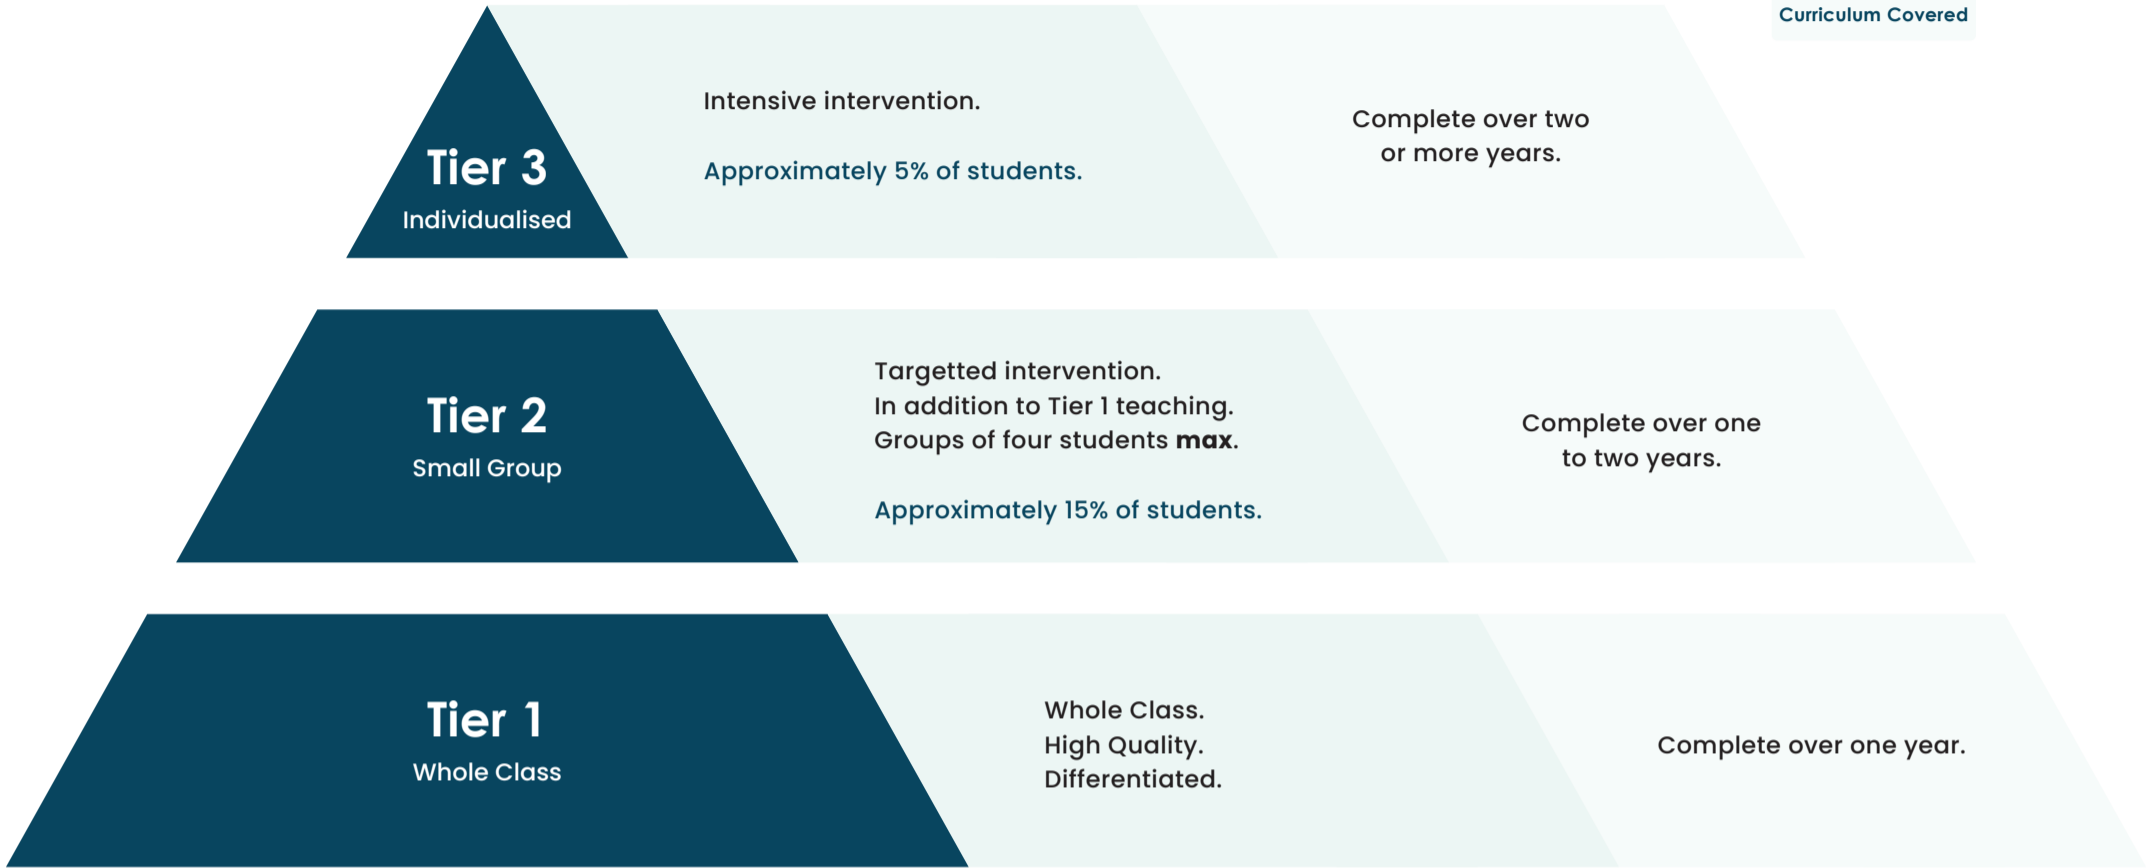 Curriculum Covered
Tier 3
Individualised
Intensive intervention.
Approximately 5% of students.
Complete over two
or more years.
Tier 2
Small Group
Targetted intervention.
In addition to Tier 1 teaching.
Groups of four students max.
Approximately 15% of students.
Complete over one
to two years.
Tier 1
Whole Class
Whole Class.
High Quality.
Differentiated.
Complete over one year.